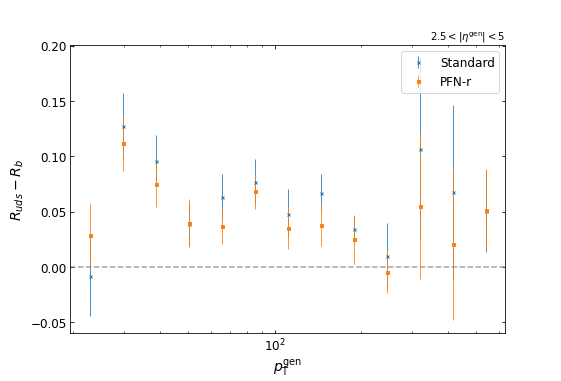 2.5 < |η^gen| < 5
0.20
Standard
PFN-r
0.15
0.10
0.05
0.00
−0.05
R_uds − R_b
10^2
p_T^gen